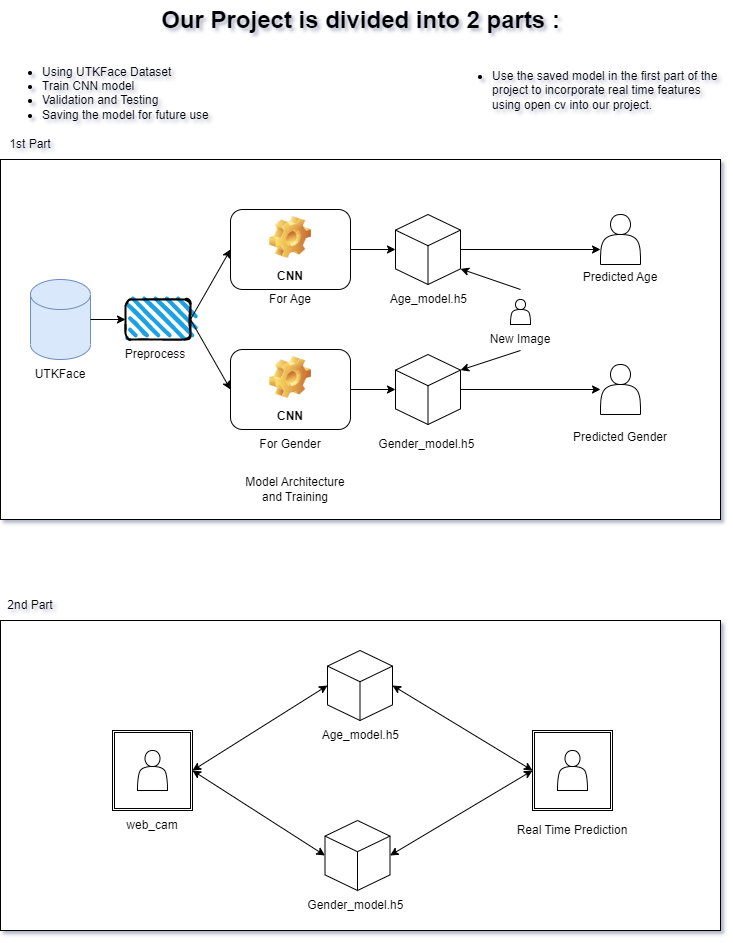 Our Project is divided into 2 parts :
Using UTKFace Dataset
Train CNN model
Validation and Testing
Saving the model for future use
Use the saved model in the first part of the
project to incorporate real time features
using open cv into our project.
1st Part
CNN
For Age
Age_model.h5
Predicted Age
New Image
UTKFace
Preprocess
CNN
For Gender
Gender_model.h5
Predicted Gender
Model Architecture
and Training
2nd Part
Age_model.h5
web_cam
Real Time Prediction
Gender_model.h5